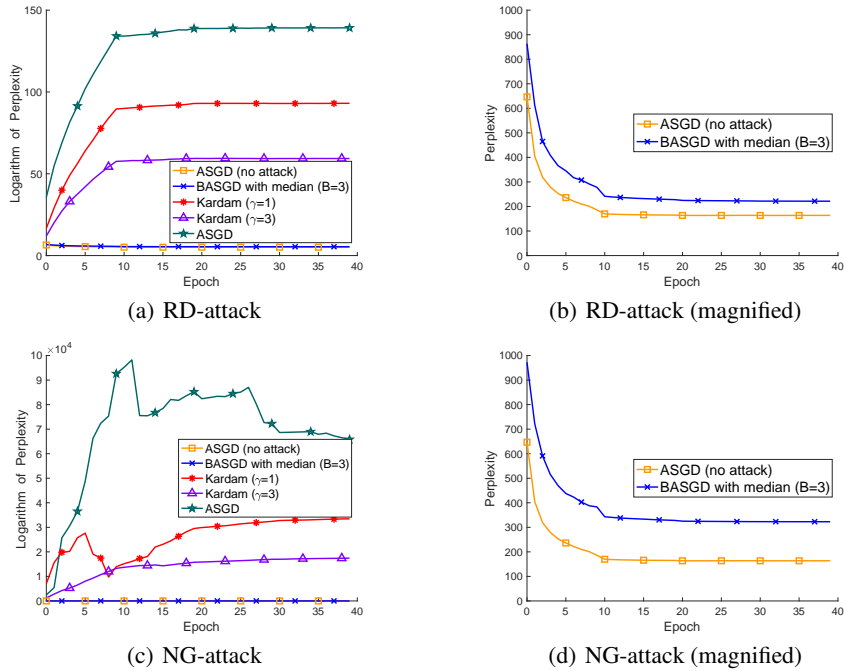 150
100
50
0
Logarithm of Perplexity
ASGD (no attack)
BASGD with median (B=3)
Kardam (γ=1)
Kardam (γ=3)
ASGD
0 5 10 15 20 25 30 35 40
Epoch
(a) RD-attack
1000
900
800
700
600
500
400
300
200
100
0
Perplexity
ASGD (no attack)
BASGD with median (B=3)
0 5 10 15 20 25 30 35 40
Epoch
(b) RD-attack (magnified)
×10⁴
10
9
8
7
6
5
4
3
2
1
0
Logarithm of Perplexity
ASGD (no attack)
BASGD with median (B=3)
Kardam (γ=1)
Kardam (γ=3)
ASGD
0 5 10 15 20 25 30 35 40
Epoch
(c) NG-attack
1000
900
800
700
600
500
400
300
200
100
0
Perplexity
ASGD (no attack)
BASGD with median (B=3)
0 5 10 15 20 25 30 35 40
Epoch
(d) NG-attack (magnified)